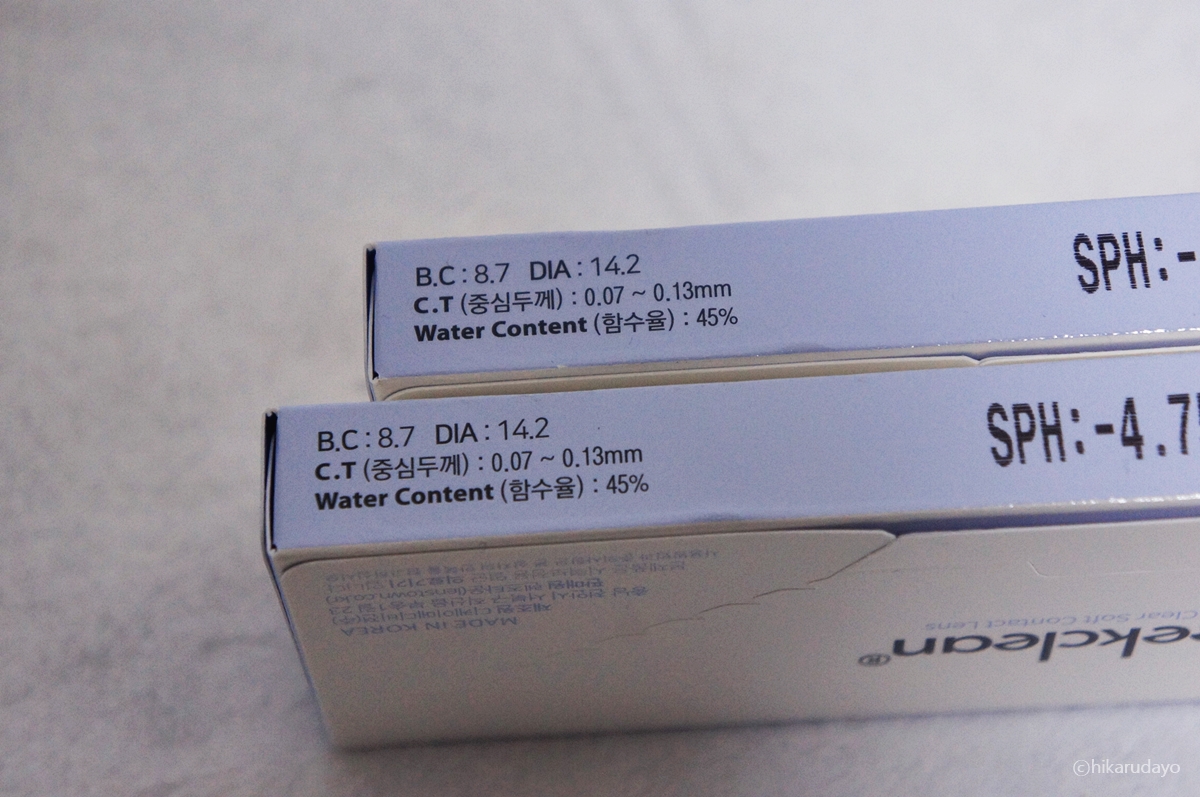 B.C : 8.7 DIA : 14.2
C.T (중심두께) : 0.07 ~ 0.13mm
Water Content (함수율) : 45%
SPH:-
B.C : 8.7 DIA : 14.2
C.T (중심두께) : 0.07 ~ 0.13mm
Water Content (함수율) : 45%
SPH:-4.7
ekclean®
Clear Soft Contact Lens
MADE IN KOREA
©hikarudayo